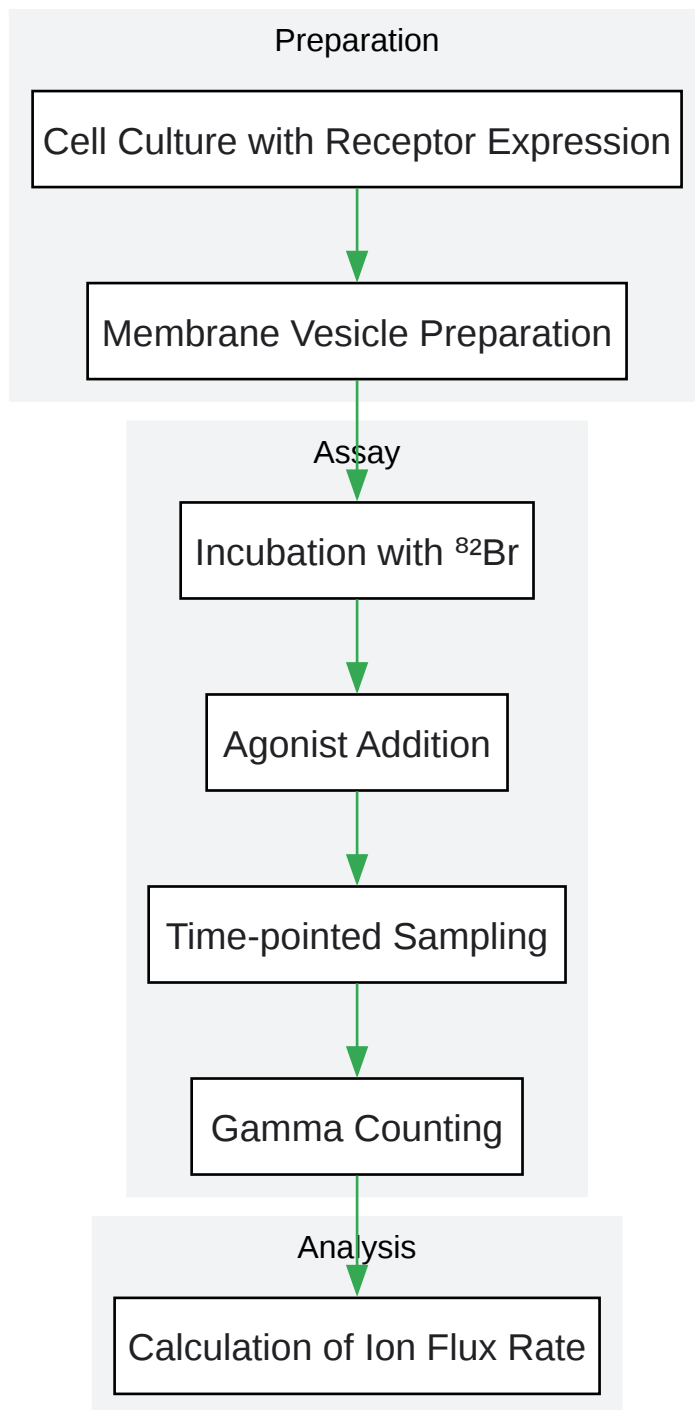 Preparation
Cell Culture with Receptor Expression
Membrane Vesicle Preparation
Assay
Incubation with ⁸²Br
Agonist Addition
Time-pointed Sampling
Gamma Counting
Analysis
Calculation of Ion Flux Rate